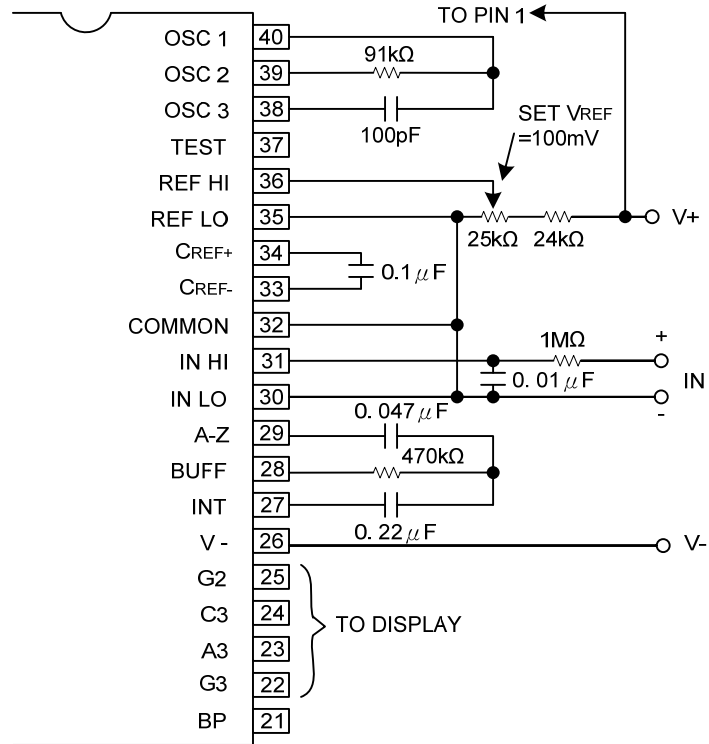 TO PIN 1
OSC 1 40
91kΩ
OSC 2 39
OSC 3 38
100pF
SET VREF
=100mV
TEST 37
REF HI 36
REF LO 35
25kΩ 24kΩ
V+
CREF+ 34
0.1μF
CREF- 33
COMMON 32
1MΩ
+
IN HI 31
0.01μF
IN
IN LO 30
-
0.047μF
A-Z 29
BUFF 28
470kΩ
INT 27
0.22μF
V - 26
V-
G2 25
C3 24
TO DISPLAY
A3 23
G3 22
BP 21